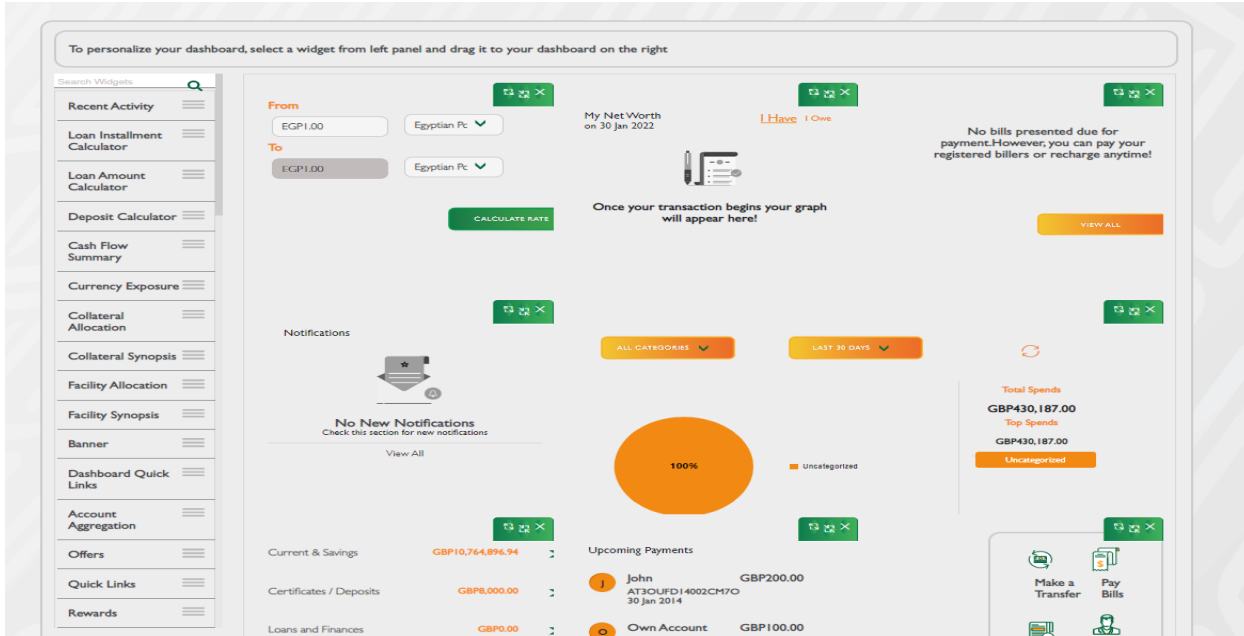 To personalize your dashboard, select a widget from left panel and drag it to your dashboard on the right
Search Widgets
Recent Activity
Loan Installment
Calculator
Loan Amount
Calculator
Deposit Calculator
Cash Flow
Summary
Currency Exposure
Collateral
Allocation
Collateral Synopsis
Facility Allocation
Facility Synopsis
Banner
Dashboard Quick
Links
Account
Aggregation
Offers
Quick Links
Rewards
From
EGP1.00
Egyptian Pc
To
EGP1.00
Egyptian Pc
CALCULATE RATE
My Net Worth
on 30 Jan 2022
I Have I Owe
Once your transaction begins your graph
will appear here!
No bills presented due for
payment.However, you can pay your
registered billers or recharge anytime!
VIEW ALL
Notifications
No New Notifications
Check this section for new notifications
View All
ALL CATEGORIES
LAST 30 DAYS
100%
Uncategorized
Total Spends
GBP430,187.00
Top Spends
GBP430,187.00
Uncategorized
Current & Savings GBP10,764,896.94
Certificates / Deposits GBP8,000.00
Loans and Finances GBP0.00
Upcoming Payments
J
John GBP200.00
AT3OUFD14002CM7O
30 Jan 2014
O
Own Account GBP100.00
Make a
Transfer
Pay
Bills